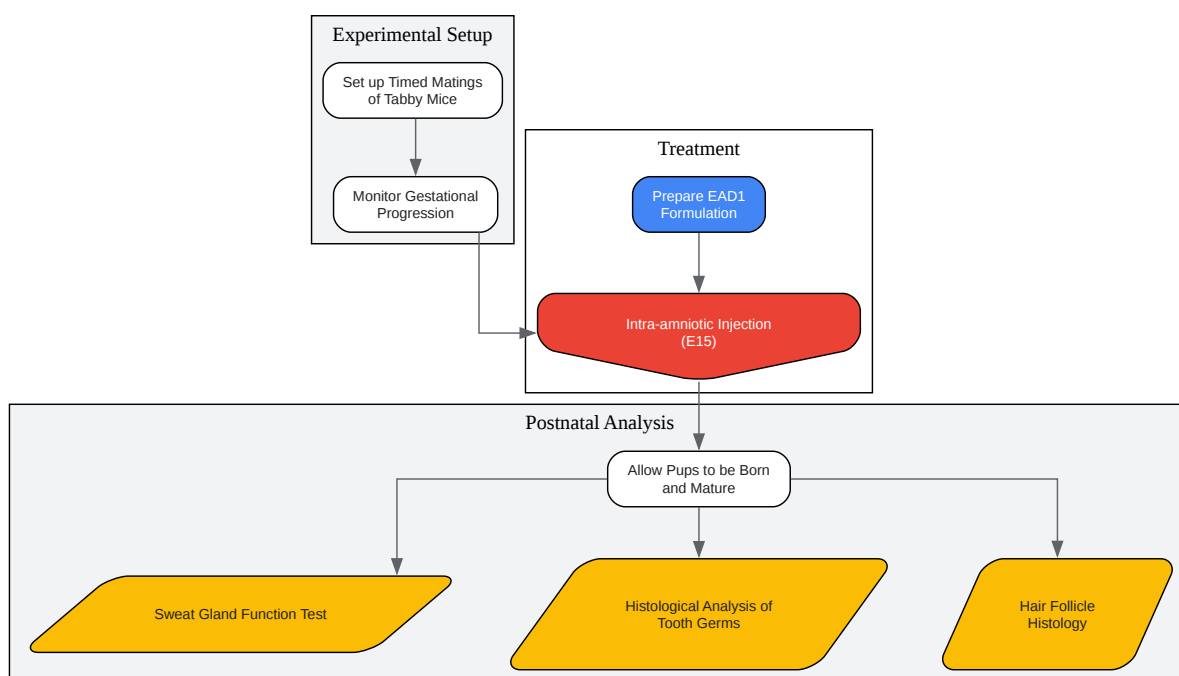 Experimental Setup
Set up Timed Matings
of Tabby Mice
Monitor Gestational
Progression
Treatment
Prepare EAD1
Formulation
Intra-amniotic Injection
(E15)
Postnatal Analysis
Allow Pups to be Born
and Mature
Sweat Gland Function Test
Histological Analysis of
Tooth Germs
Hair Follicle
Histology